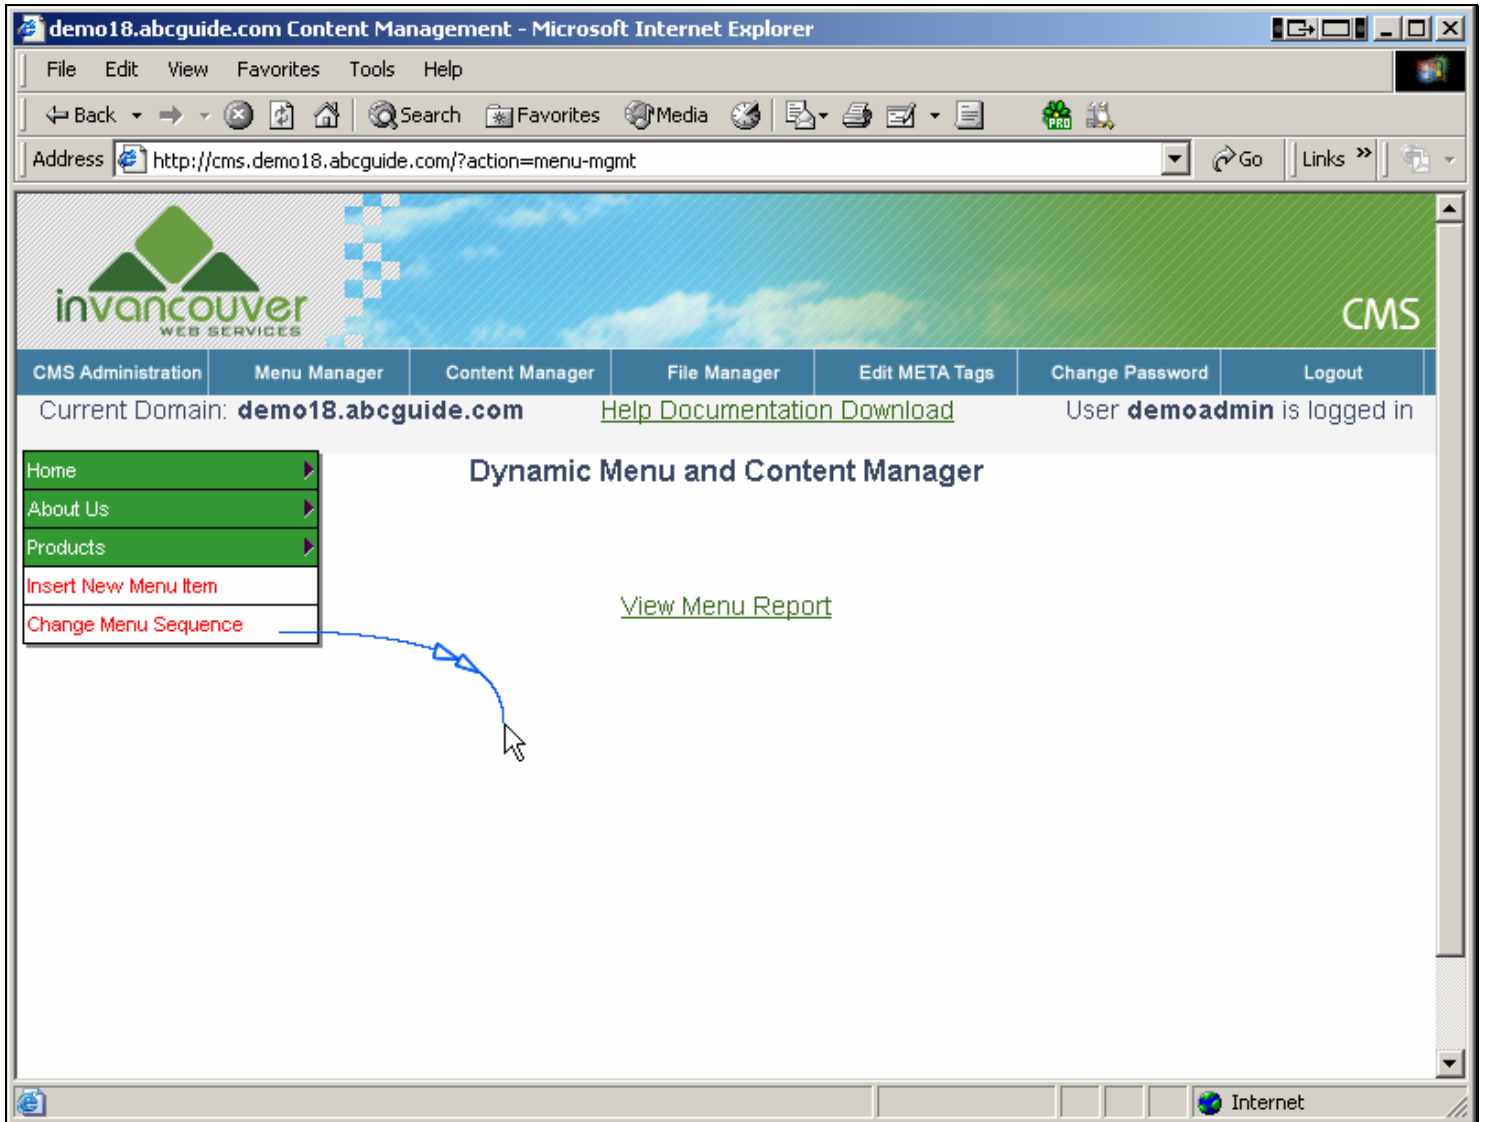 demo18.abcguide.com Content Management - Microsoft Internet Explorer
File Edit View Favorites Tools Help
Back Search Favorites Media PRO
Address http://cms.demo18.abcguide.com/?action=menu-mgmt Go Links »
invancouver
WEB SERVICES
CMS
CMS Administration Menu Manager Content Manager File Manager Edit META Tags Change Password Logout
Current Domain: demo18.abcguide.com Help Documentation Download User demoadmin is logged in
Home
Dynamic Menu and Content Manager
About Us
Products
Insert New Menu Item
View Menu Report
Change Menu Sequence
Internet